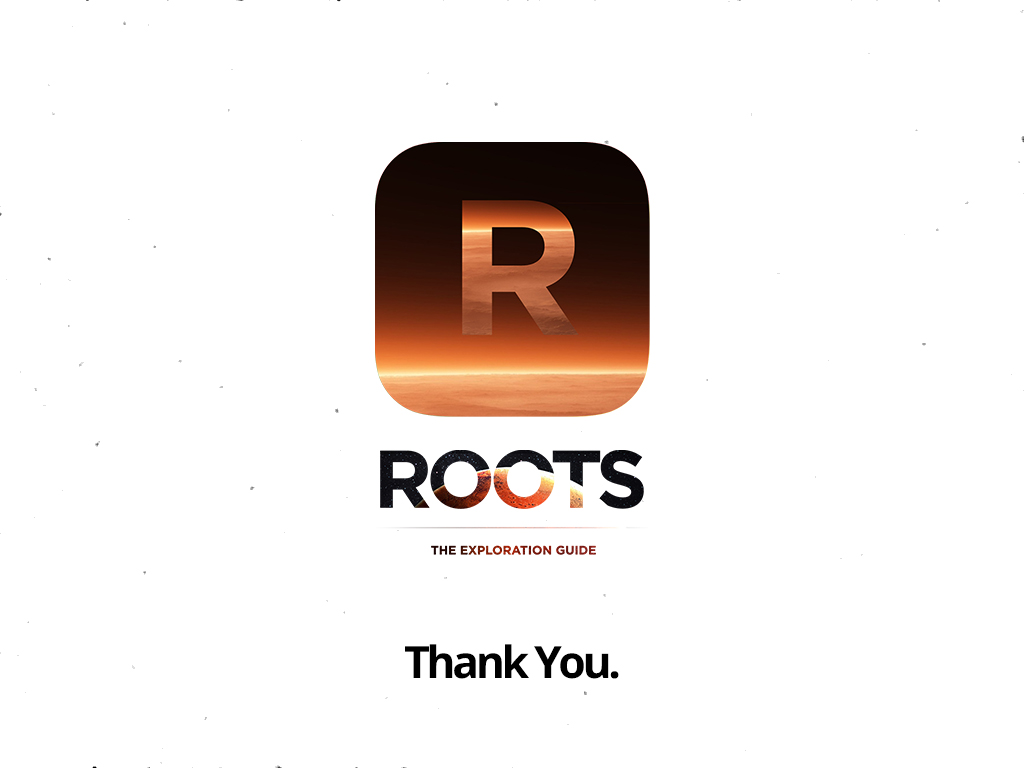 R
ROOTS
THE EXPLORATION GUIDE
Thank You.